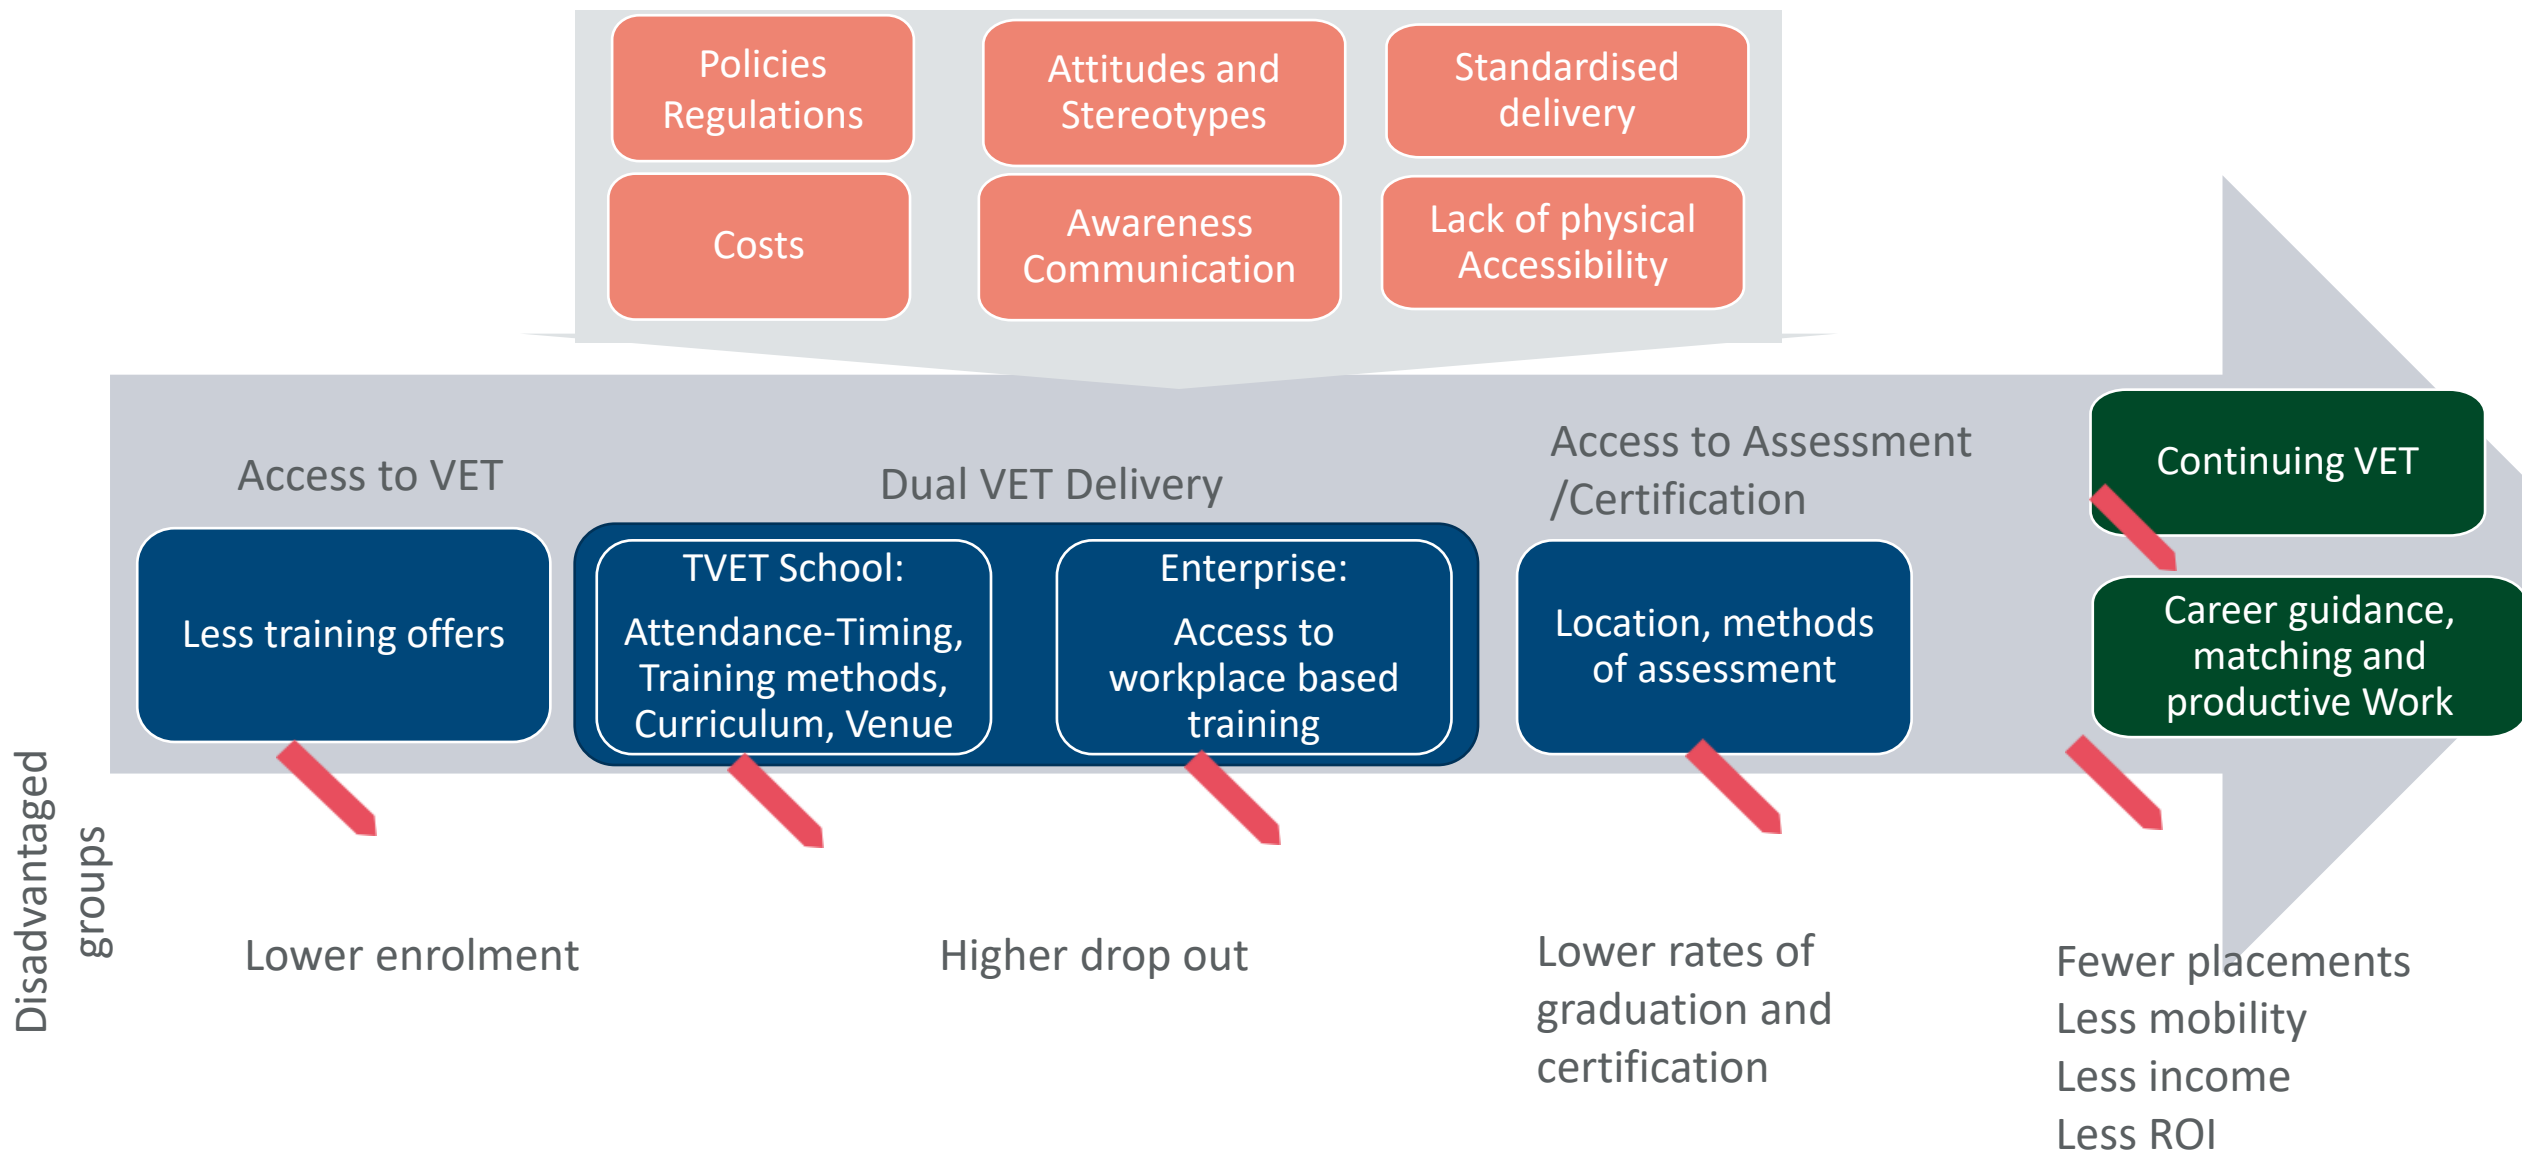 Policies
Regulations
Attitudes and
Stereotypes
Standardised
delivery
Costs
Awareness
Communication
Lack of physical
Accessibility
Access to VET
Dual VET Delivery
Access to Assessment
/Certification
Continuing VET
Less training offers
TVET School:
Attendance-Timing,
Training methods,
Curriculum, Venue
Enterprise:
Access to
workplace based
training
Location, methods
of assessment
Career guidance,
matching and
productive Work
Disadvantaged
groups
Lower enrolment
Higher drop out
Lower rates of
graduation and
certification
Fewer placements
Less mobility
Less income
Less ROI